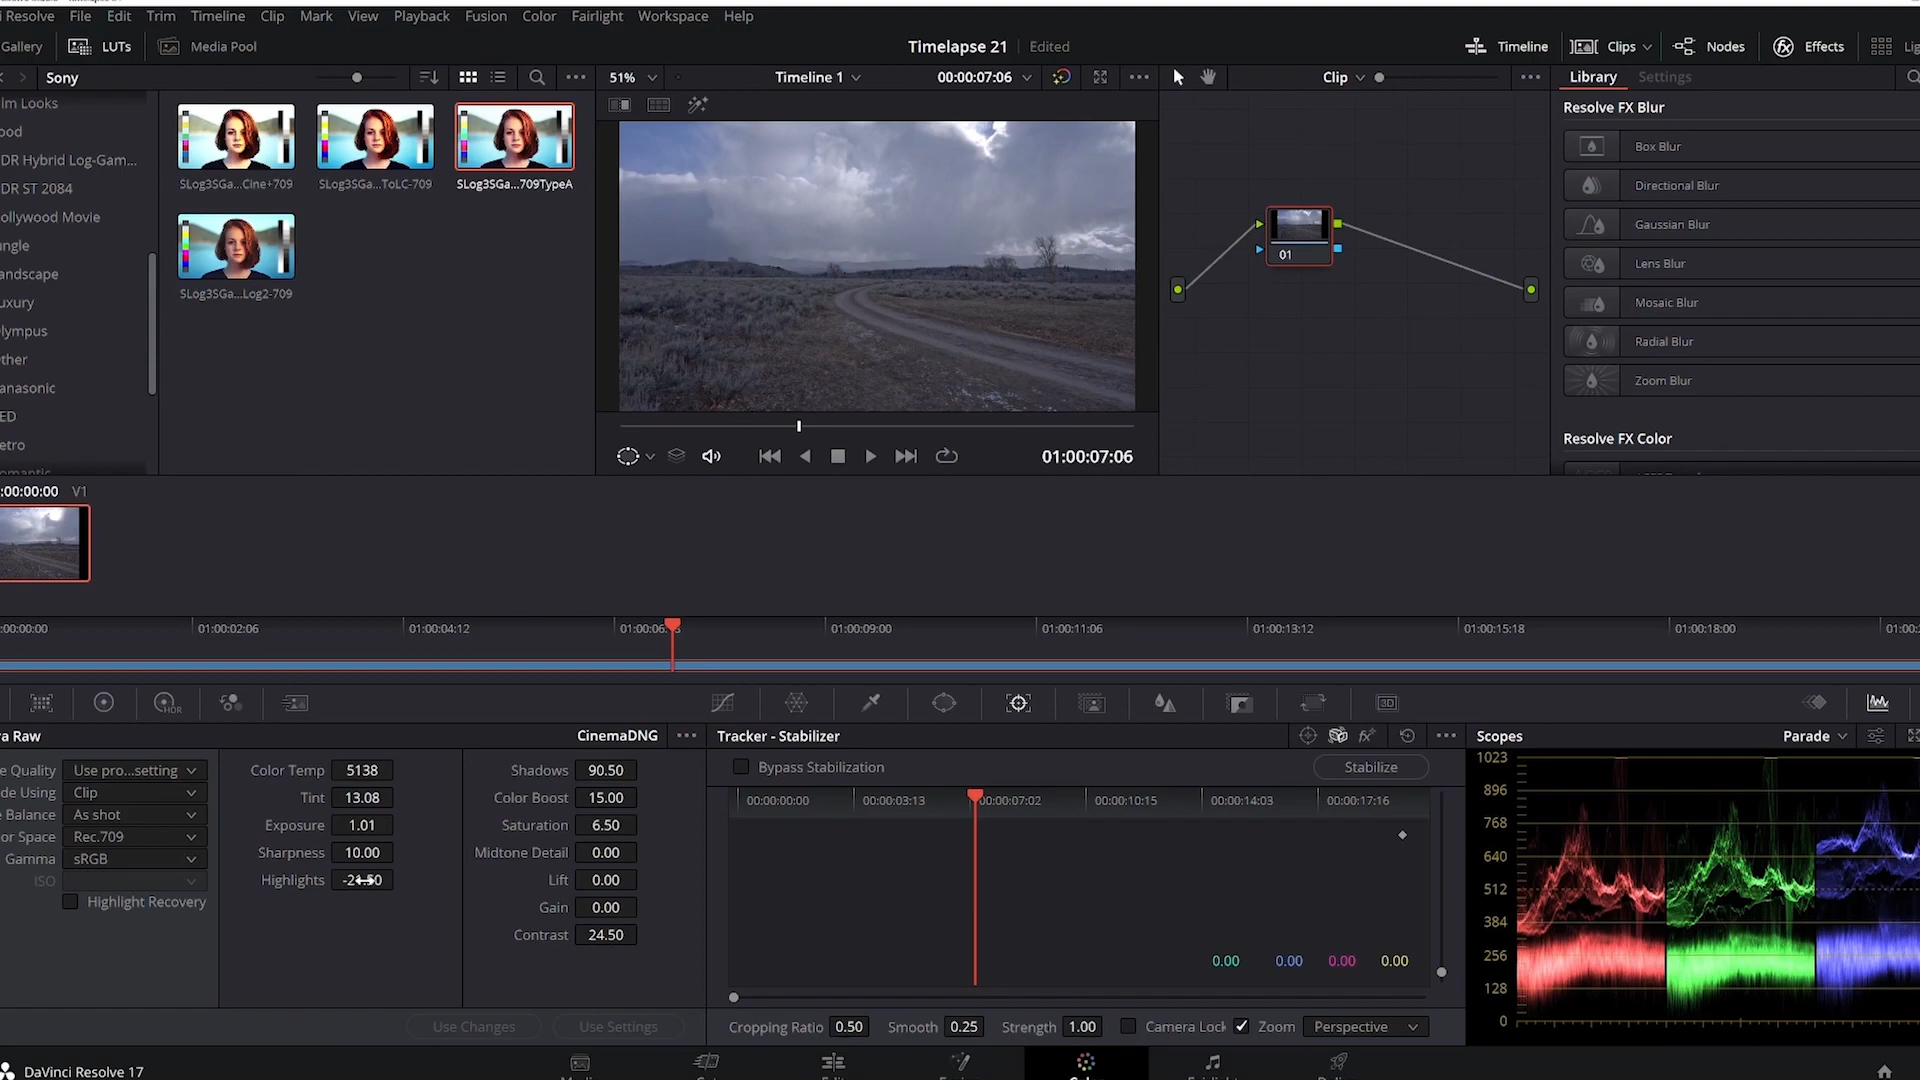 i Resolve File Edit Trim Timeline Clip Mark View Playback Fusion Color Fairlight Workspace Help
Gallery LUTs Media Pool Timelapse 21 Edited Timeline Clips Nodes fx Effects
Sony 51% Timeline 1 00:00:07:06 Clip Library Settings
lm Looks
ood
DR Hybrid Log-Gam...
DR ST 2084
ollywood Movie
ungle
andscape
uxury
lympus
ther
anasonic
ED
etro
SLog3SGa...Cine+709 SLog3SGa...ToLC-709 SLog3SGa...709TypeA
SLog3SGa...Log2-709
01:00:07:06
01
Resolve FX Blur
Box Blur
Directional Blur
Gaussian Blur
Lens Blur
Mosaic Blur
Radial Blur
Zoom Blur
Resolve FX Color
:00:00:00 V1
:00:00:00 01:00:02:06 01:00:04:12 01:00:09:00 01:00:11:06 01:00:13:12 01:00:15:18 01:00:18:00
HDR 3D
ra Raw CinemaDNG
e Quality Use pro...setting
de Using Clip
e Balance As shot
or Space Rec.709
Gamma sRGB
ISO
Highlight Recovery
Color Temp 5138
Tint 13.08
Exposure 1.01
Sharpness 10.00
Highlights
Shadows 90.50
Color Boost 15.00
Saturation 6.50
Midtone Detail 0.00
Lift 0.00
Gain 0.00
Contrast 24.50
Use Changes Use Settings
Tracker - Stabilizer fx
Bypass Stabilization Stabilize
00:00:00:00 00:00:03:13 00:00:07:02 00:00:10:15 00:00:14:03 00:00:17:16
0.00 0.00 0.00 0.00
Cropping Ratio 0.50 Smooth 0.25 Strength 1.00 Camera Lock Zoom Perspective
Scopes Parade
1023
896
768
640
512
384
256
128
0
DaVinci Resolve 17